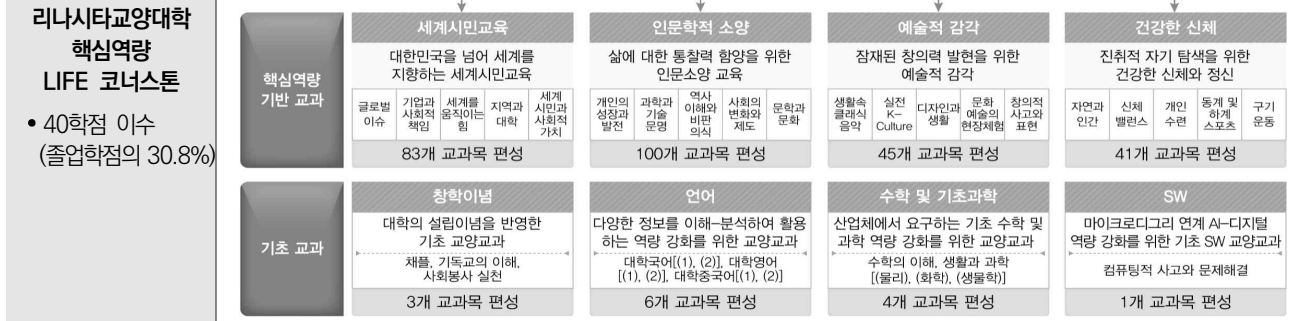 리나시타교양대학
핵심역량
LIFE 코너스톤
• 40학점 이수
(졸업학점의 30.8%)
핵심역량
기반 교과
세계시민교육
대한민국을 넘어 세계를
지향하는 세계시민교육
글로벌
이슈
기업과
사회적
책임
세계를
움직이는
힘
지역과
대학
세계
시민과
사회적
가치
83개 교과목 편성
인문학적 소양
삶에 대한 통찰력 함양을 위한
인문소양 교육
개인의
성장과
발전
과학과
기술
문명
역사
이해와
비판
의식
사회의
변화와
제도
문학과
문화
100개 교과목 편성
예술적 감각
잠재된 창의력 발현을 위한
예술적 감각
생활속
클래식
음악
실전
K-
Culture
디자인과
생활
문화
예술의
현장체험
창의적
사고와
표현
45개 교과목 편성
건강한 신체
진취적 자기 탐색을 위한
건강한 신체와 정신
자연과
인간
신체
밸런스
개인
수련
동계 및
하계
스포츠
구기
운동
41개 교과목 편성
기초 교과
창학이념
대학의 설립이념을 반영한
기초 교양교과
채플, 기독교의 이해,
사회봉사 실천
3개 교과목 편성
언어
다양한 정보를 이해-분석하여 활용
하는 역량 강화를 위한 교양교과
대학국어[(1), (2)], 대학영어
[(1), (2)], 대학중국어[(1), (2)]
6개 교과목 편성
수학 및 기초과학
산업체에서 요구하는 기초 수학 및
과학 역량 강화를 위한 교양교과
수학의 이해, 생활과 과학
[(물리), (화학), (생물학)]
4개 교과목 편성
SW
마이크로디그리 연계 AI-디지털
역량 강화를 위한 기초 SW 교양교과
컴퓨팅적 사고와 문제해결
1개 교과목 편성